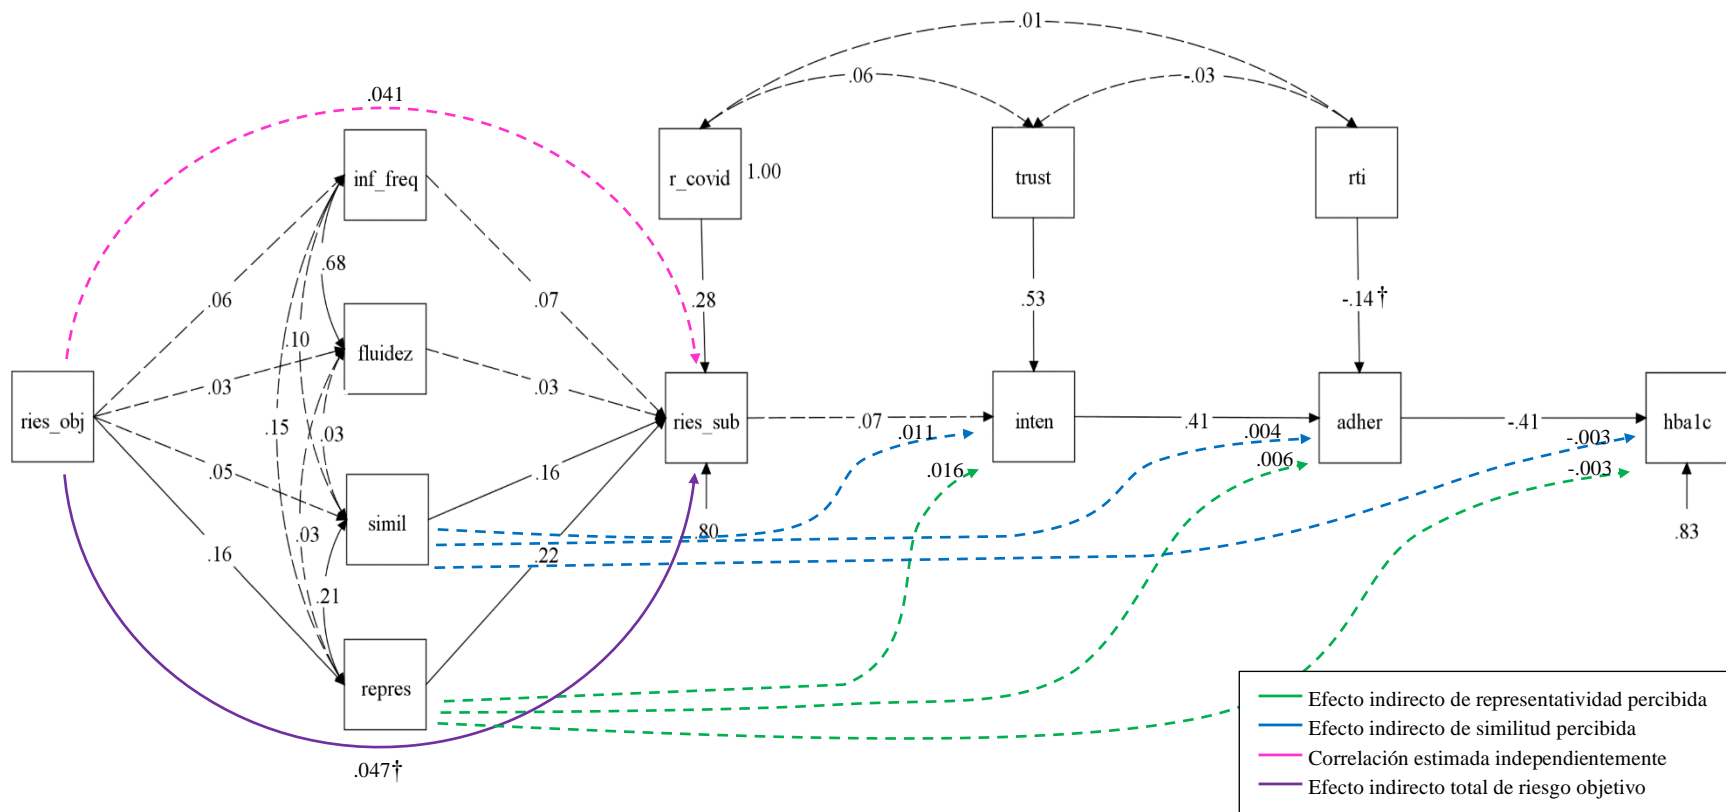 .01
.06
-.03
.041
inf_freq
r_covid
1.00
trust
rti
.68
.06
.07
.28
.53
-.14†
.10
fluidez
.03
.03
ries_obj
ries_sub
.07
inten
.41
adher
-.41
hba1c
.15
.03
.011
.004
-.003
.05
.16
.016
.006
-.003
simil
.80
.83
.16
.03
.22
.21
repres
.047†
Efecto indirecto de representatividad percibida
Efecto indirecto de similitud percibida
Correlación estimada independientemente
Efecto indirecto total de riesgo objetivo